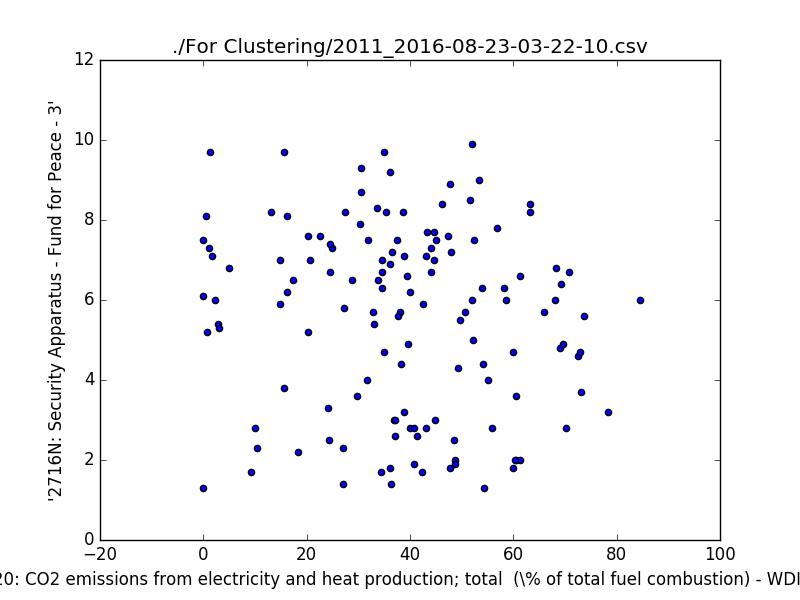 ./For Clustering/2011_2016-08-23-03-22-10.csv
'2716N: Security Apparatus - Fund for Peace - 3'
12
10
8
6
4
2
0
−20 0 20 40 60 80 100
20: CO2 emissions from electricity and heat production; total (\% of total fuel combustion) - WDI